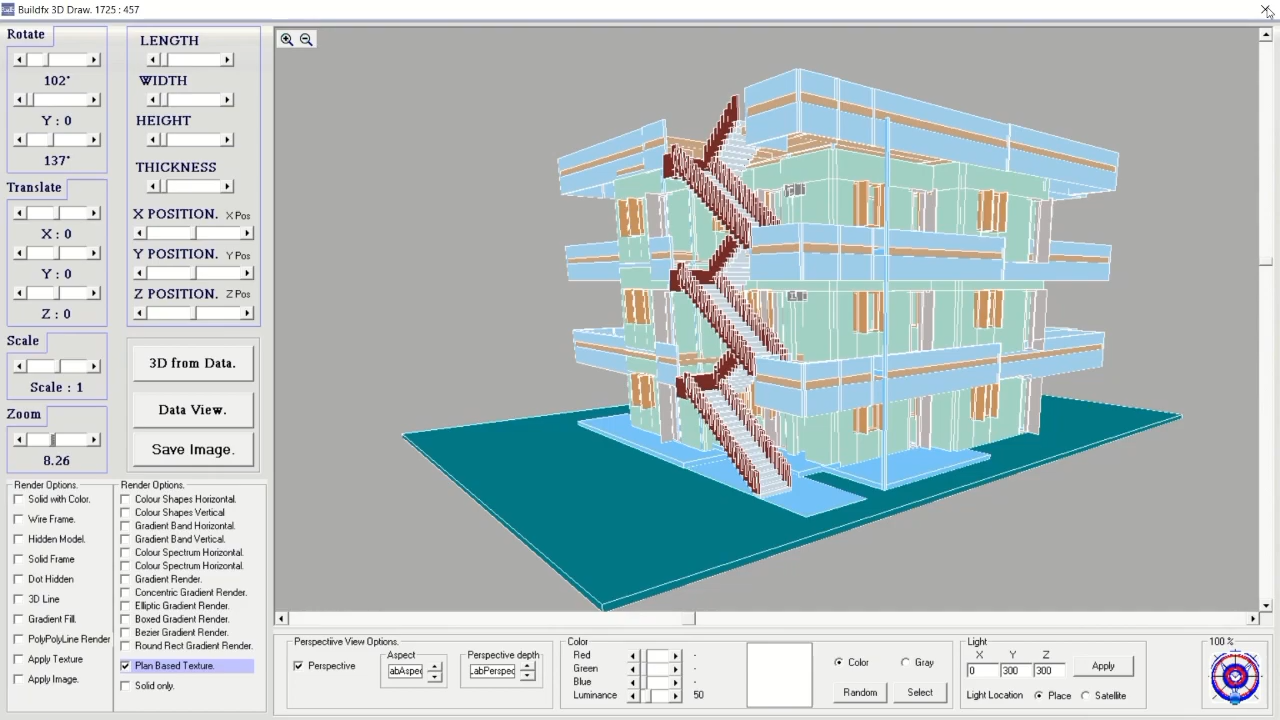 Buildfx 3D Draw. 1725 : 457
Rotate
102°
Y : 0
137°
Translate
X : 0
Y : 0
Z : 0
Scale
Scale : 1
Zoom
8.26
LENGTH
WIDTH
HEIGHT
THICKNESS
X POSITION. X Pos
Y POSITION. Y Pos
Z POSITION. Z Pos
3D from Data.
Data View.
Save Image.
Render Options.
Solid with Color.
Wire Frame.
Hidden Model.
Solid Frame
Dot Hidden
3D Line
Gradient Fill.
PolyPolyLine Render
Apply Texture
Apply Image.
Render Options.
Colour Shapes Horizontal.
Colour Shapes Vertical
Gradient Band Horizontal.
Gradient Band Vertical.
Colour Spectrum Horizontal.
Colour Spectrum Horizontal.
Gradient Render.
Concentric Gradient Render.
Elliptic Gradient Render.
Boxed Gradient Render.
Bezier Gradient Render.
Round Rect Gradient Render.
Plan Based Texture.
Solid only.
Perspective View Options.
Perspective
Aspect
abAspec
Perspective depth
.abPerspec
Color
Red -
Green -
Blue -
Luminance 50
Color Gray
Random Select
Light
X Y Z
0 300 300 Apply
Light Location Place Satellite
100 %